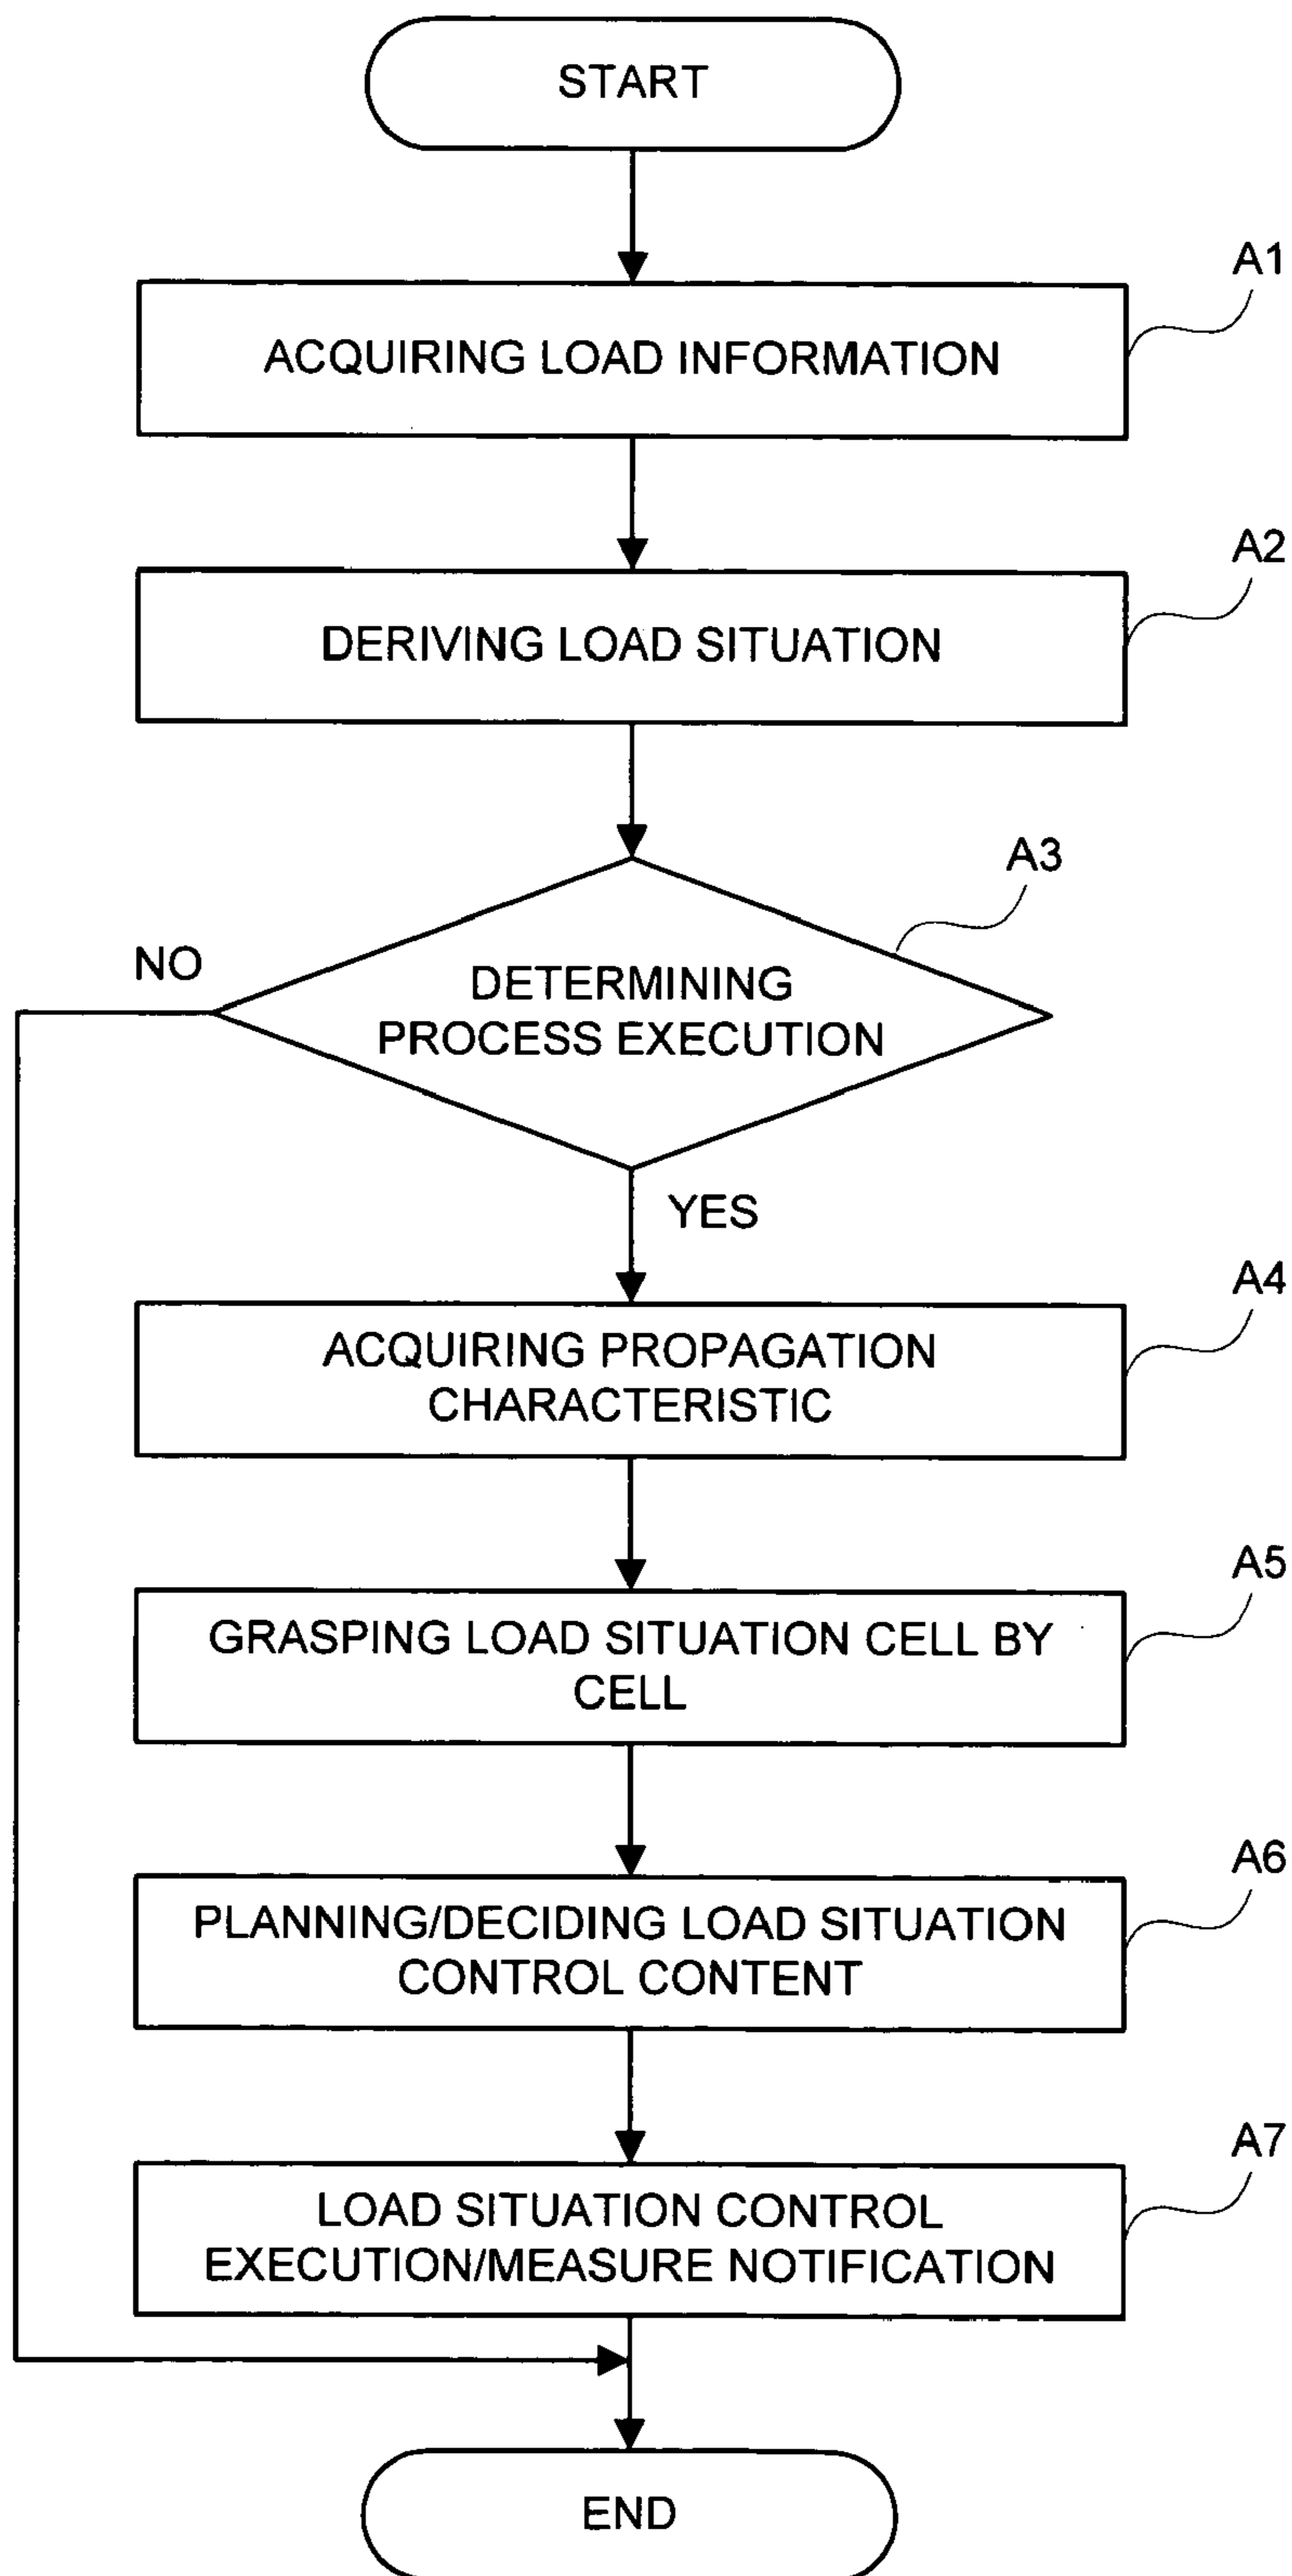 START
A1
ACQUIRING LOAD INFORMATION
A2
DERIVING LOAD SITUATION
A3
NO
DETERMINING
PROCESS EXECUTION
YES
A4
ACQUIRING PROPAGATION
CHARACTERISTIC
A5
GRASPING LOAD SITUATION CELL BY
CELL
A6
PLANNING/DECIDING LOAD SITUATION
CONTROL CONTENT
A7
LOAD SITUATION CONTROL
EXECUTION/MEASURE NOTIFICATION
END